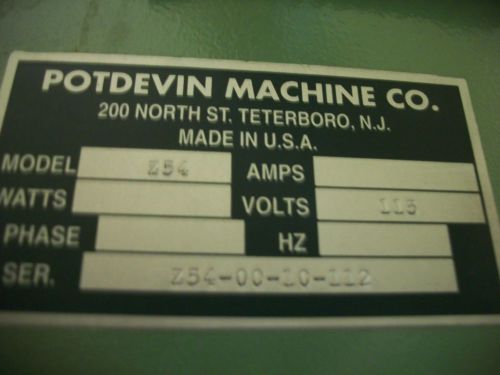 POTDEVIN MACHINE CO.
200 NORTH ST. TETERBORO, N.J.
MADE IN U.S.A.
MODEL Z54 AMPS
WATTS VOLTS 115
PHASE HZ
SER. Z54-00-10-112